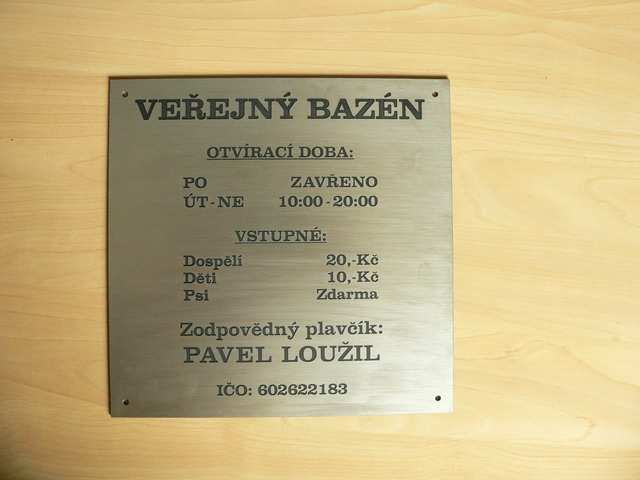 VEŘEJNÝ BAZÉN
OTVÍRACÍ DOBA:
PO ZAVŘENO
ÚT-NE 10:00-20:00
VSTUPNÉ:
Dospělí 20,-Kč
Děti 10,-Kč
Psi Zdarma
Zodpovědný plavčík:
PAVEL LOUŽIL
IČO: 602622183